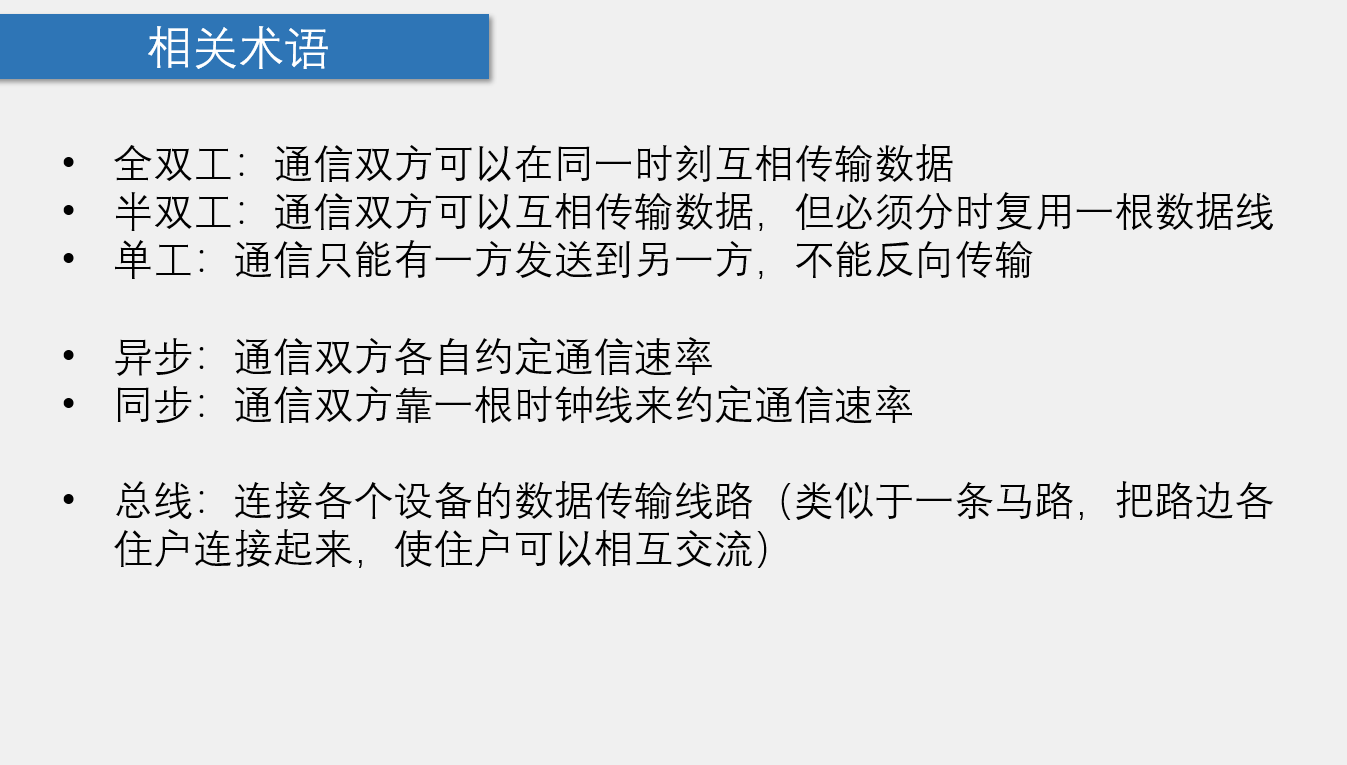 相关术语
• 全双工：通信双方可以在同一时刻互相传输数据
• 半双工：通信双方可以互相传输数据，但必须分时复用一根数据线
• 单工：通信只能有一方发送到另一方，不能反向传输
• 异步：通信双方各自约定通信速率
• 同步：通信双方靠一根时钟线来约定通信速率
• 总线：连接各个设备的数据传输线路（类似于一条马路，把路边各
住户连接起来，使住户可以相互交流）